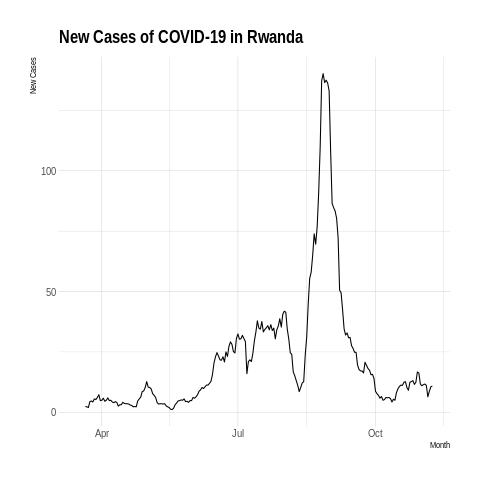 New Cases of COVID-19 in Rwanda
New Cases
100
50
0
Apr
Jul
Oct
Month